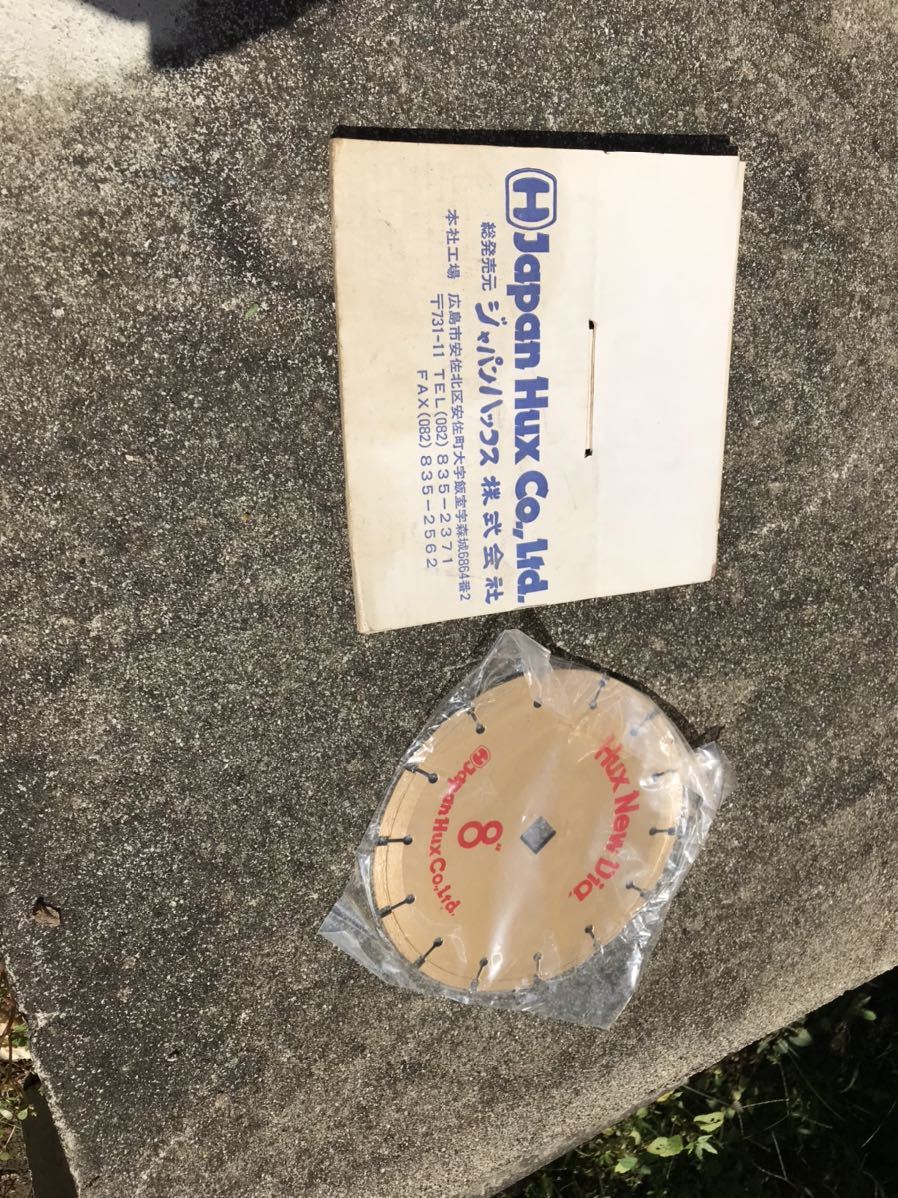 Japan Hux Co., Ltd.
総発売元 ジャパンハックス 株式会社
本社工場 広島市安佐北区安佐町大字飯室字森城6864番2
〒731-11 TEL(082)835-2371
FAX(082)835-2562
Hux New Dia.
8"
Japan Hux Co., Ltd.